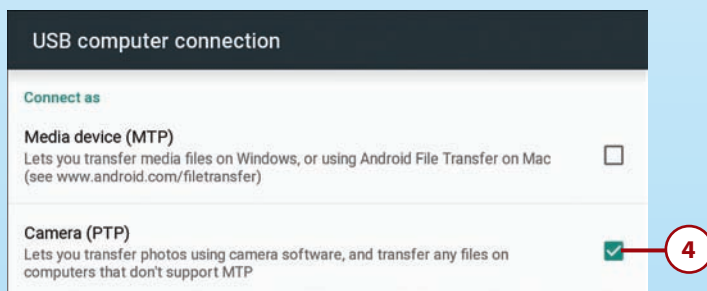 USB computer connection
Connect as
Media device (MTP)
Lets you transfer media files on Windows, or using Android File Transfer on Mac
(see www.android.com/filetransfer)
Camera (PTP)
Lets you transfer photos using camera software, and transfer any files on
computers that don't support MTP
4